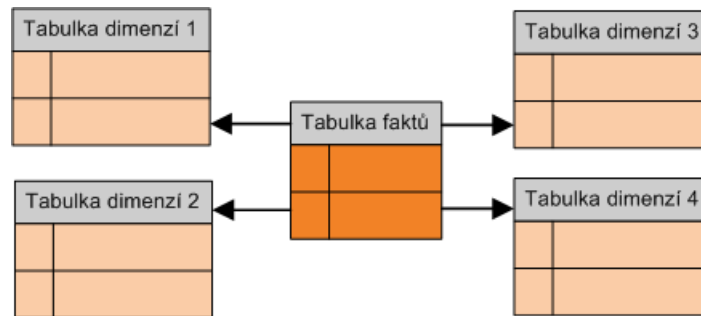 Tabulka dimenzí 1
Tabulka dimenzí 3
Tabulka faktů
Tabulka dimenzí 2
Tabulka dimenzí 4